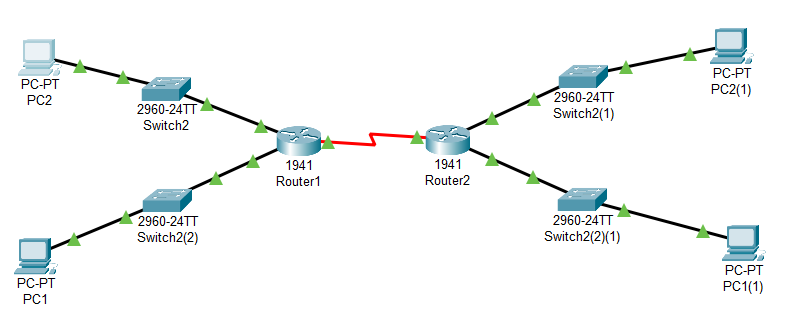 PC-PT
PC2
2960-24TT
Switch2
1941
Router1
2960-24TT
Switch2(2)
PC-PT
PC1
1941
Router2
2960-24TT
Switch2(1)
PC-PT
PC2(1)
2960-24TT
Switch2(2)(1)
PC-PT
PC1(1)